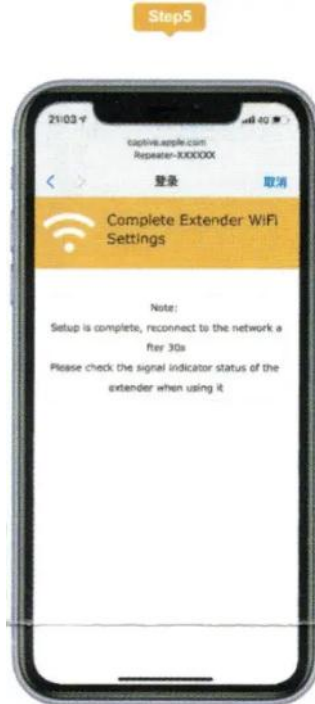 Step5
21:03
4G
captive.apple.com
Repeater-XXXXXX
登录
取消
Complete Extender WiFi
Settings
Note:
Setup is complete, reconnect to the network a
fter 30s
Please check the signal indicator status of the
extender when using it